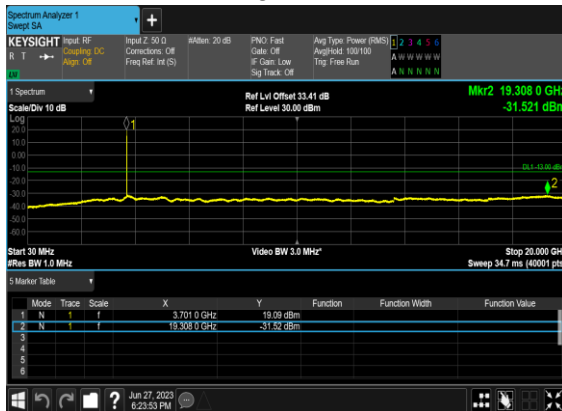 Spectrum Analyzer 1
Swept SA
+
KEYSIGHT Input: RF Input Z: 50 Ω #Atten: 20 dB PNO: Fast Avg Type: Power (RMS) 1 2 3 4 5 6
R T Coupling: DC Corrections: Off Gate: Off Avg|Hold: 100/100 A W W W W W
Align: Off Freq Ref: Int (S) IF Gain: Low Trig: Free Run
Sig Track: Off A N N N N N
1 Spectrum Ref Lvl Offset 33.41 dB Mkr2 19.308 0 GHz
Scale/Div 10 dB Ref Level 30.00 dBm -31.521 dBm
Log
1
20.0
10.0
0.00
-10.0
DL1 -13.00 dBm
-20.0
2
-30.0
-40.0
-50.0
-60.0
Start 30 MHz Video BW 3.0 MHz* Stop 20.000 GHz
#Res BW 1.0 MHz Sweep 34.7 ms (40001 pts)
5 Marker Table
Mode Trace Scale X Y Function Function Width Function Value
1 N 1 f 3.701 0 GHz 19.09 dBm
2 N 1 f 19.308 0 GHz -31.52 dBm
3
4
5
6
? Jun 27, 2023
6:23:53 PM